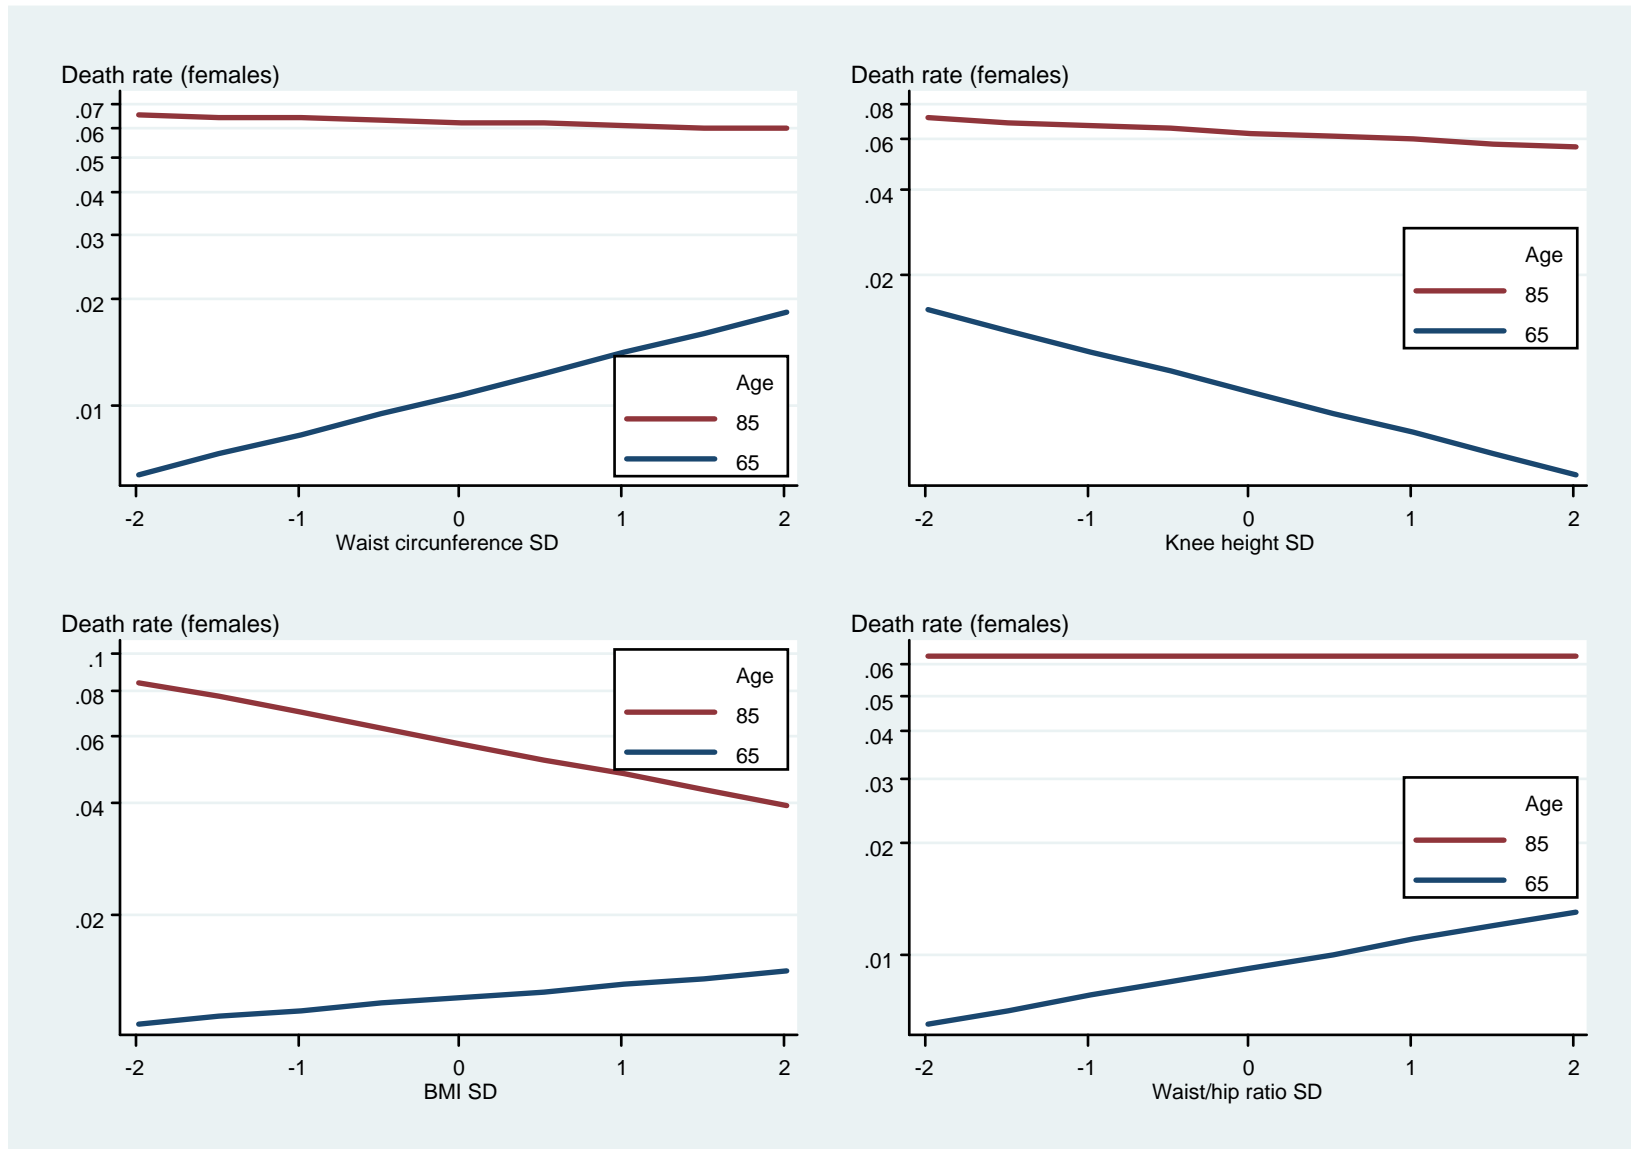 Death rate (females)
.07
.06
.05
.04
.03
.02
.01
Age
85
65
-2 -1 0 1 2
Waist circunference SD
Death rate (females)
.08
.06
.04
.02
Age
85
65
-2 -1 0 1 2
Knee height SD
Death rate (females)
.1
.08
.06
.04
.02
Age
85
65
-2 -1 0 1 2
BMI SD
Death rate (females)
.06
.05
.04
.03
.02
.01
Age
85
65
-2 -1 0 1 2
Waist/hip ratio SD